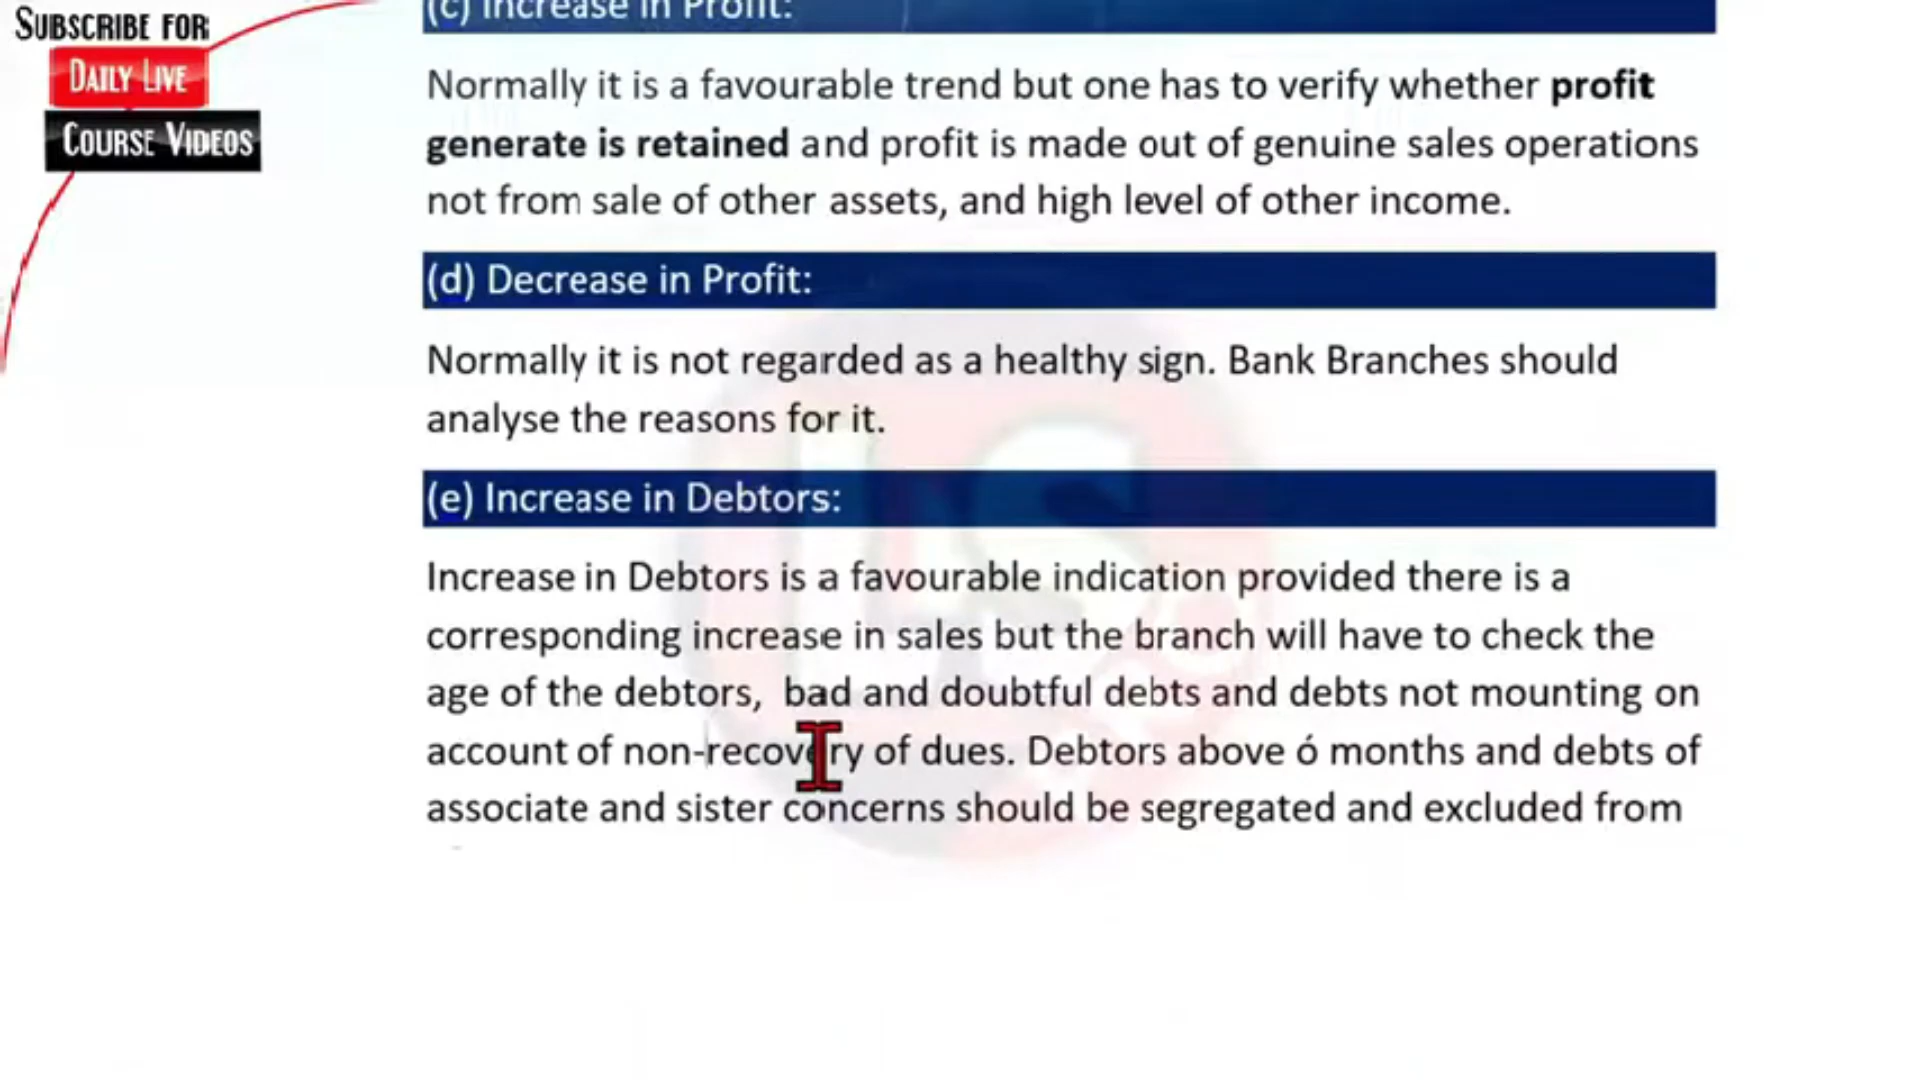 SUBSCRIBE FOR
DAILY LIVE
COURSE VIDEOS
(c) Increase in Profit:
Normally it is a favourable trend but one has to verify whether profit
generate is retained and profit is made out of genuine sales operations
not from sale of other assets, and high level of other income.
(d) Decrease in Profit:
Normally it is not regarded as a healthy sign. Bank Branches should
analyse the reasons for it.
(e) Increase in Debtors:
Increase in Debtors is a favourable indication provided there is a
corresponding increase in sales but the branch will have to check the
age of the debtors,  bad and doubtful debts and debts not mounting on
account of non-recovery of dues. Debtors above ó months and debts of
associate and sister concerns should be segregated and excluded from
LS